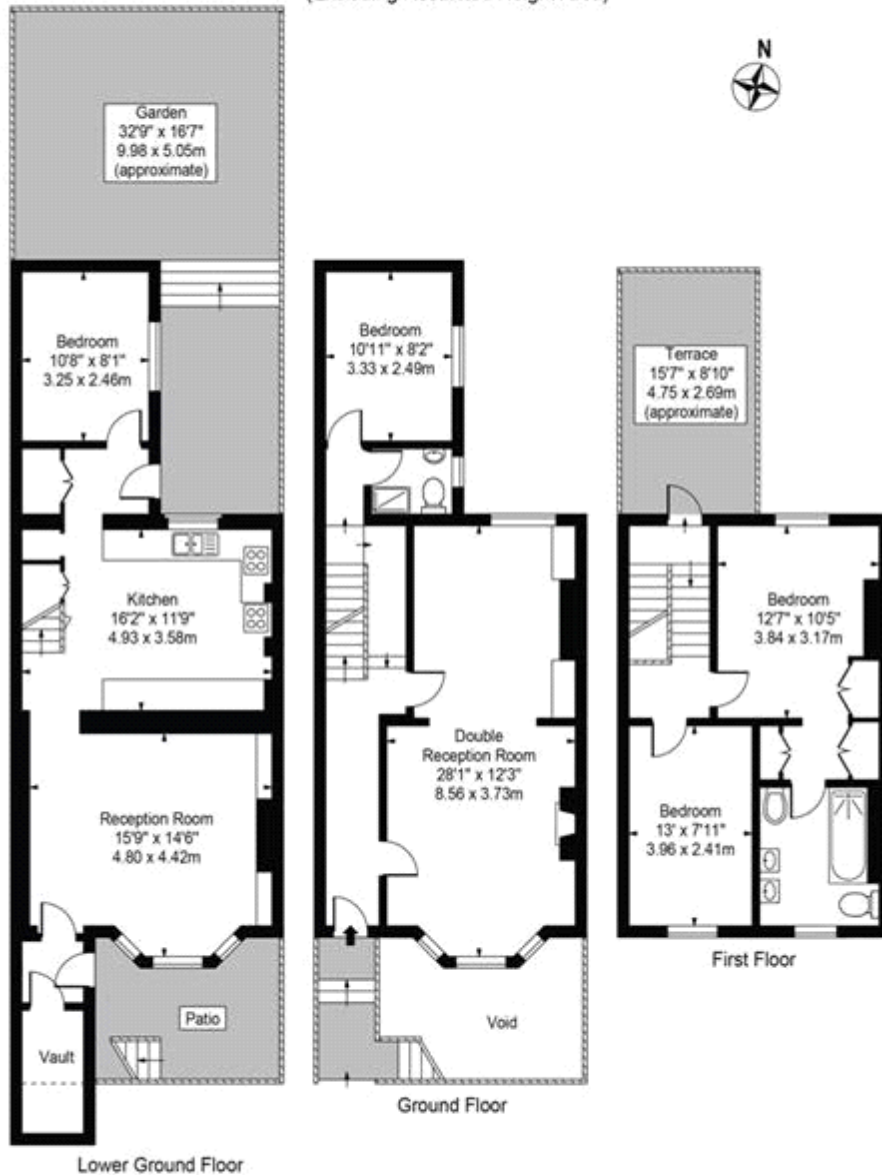 N
Garden
32'9" x 16'7"
9.98 x 5.05m
(approximate)
Bedroom
10'8" x 8'1"
3.25 x 2.46m
Kitchen
16'2" x 11'9"
4.93 x 3.58m
Reception Room
15'9" x 14'6"
4.80 x 4.42m
Patio
Vault
Lower Ground Floor
Bedroom
10'11" x 8'2"
3.33 x 2.49m
Double
Reception Room
28'1" x 12'3"
8.56 x 3.73m
Void
Ground Floor
Terrace
15'7" x 8'10"
4.75 x 2.69m
(approximate)
Bedroom
12'7" x 10'5"
3.84 x 3.17m
Bedroom
13' x 7'11"
3.96 x 2.41m
First Floor